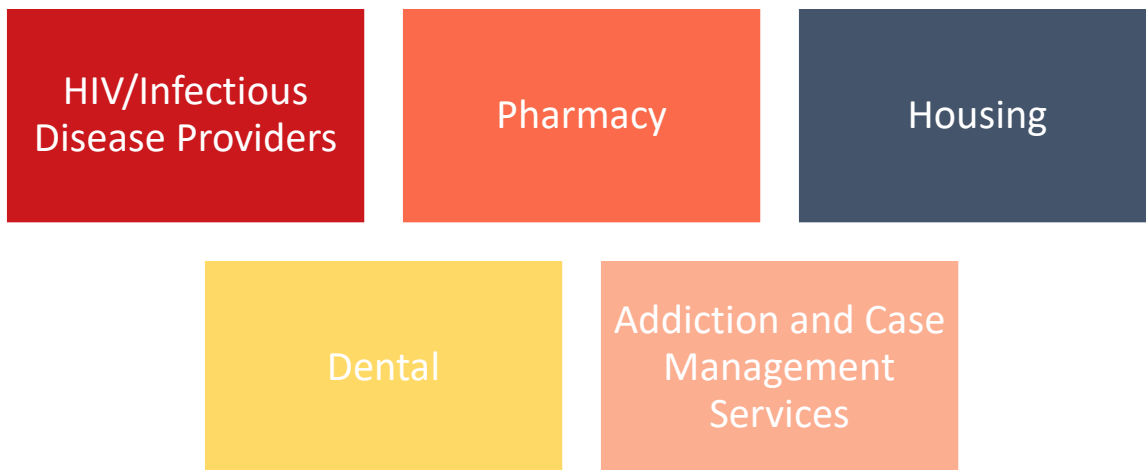 HIV/Infectious
Disease Providers
Pharmacy
Housing
Dental
Addiction and Case
Management
Services